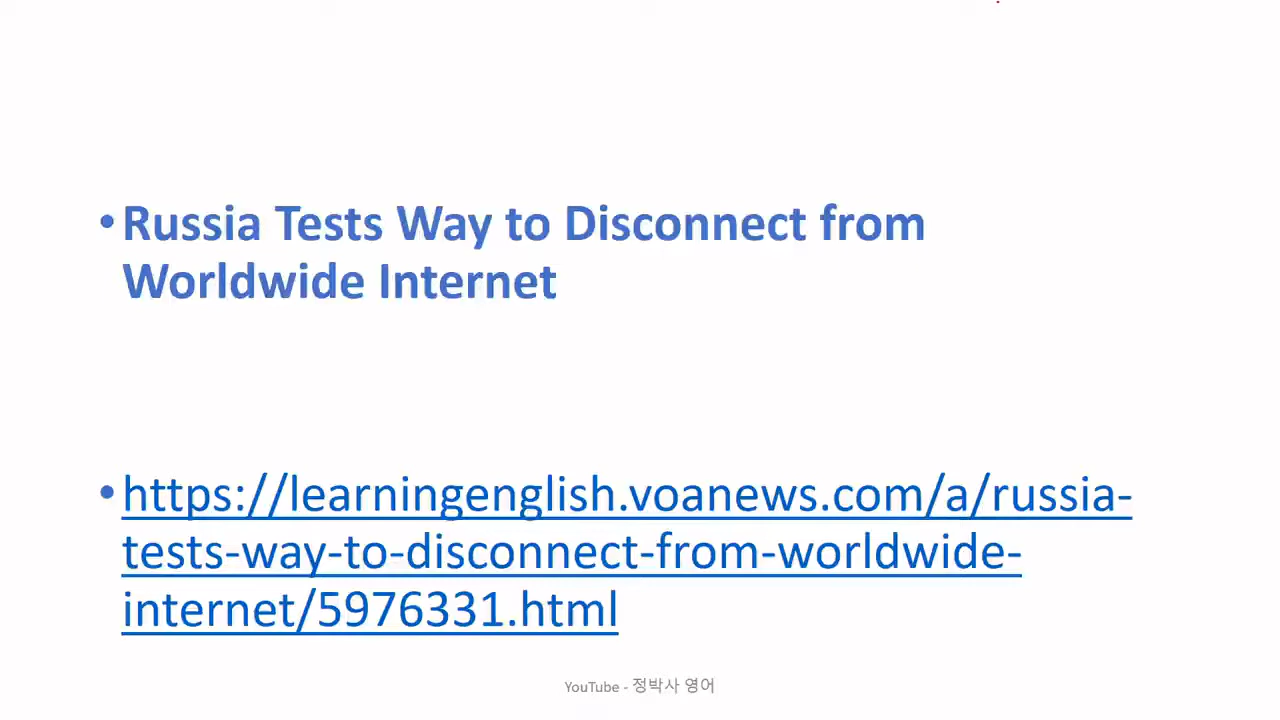 •Russia Tests Way to Disconnect from
Worldwide Internet
•https://learningenglish.voanews.com/a/russia-
tests-way-to-disconnect-from-worldwide-
internet/5976331.html
YouTube - 정박사 영어